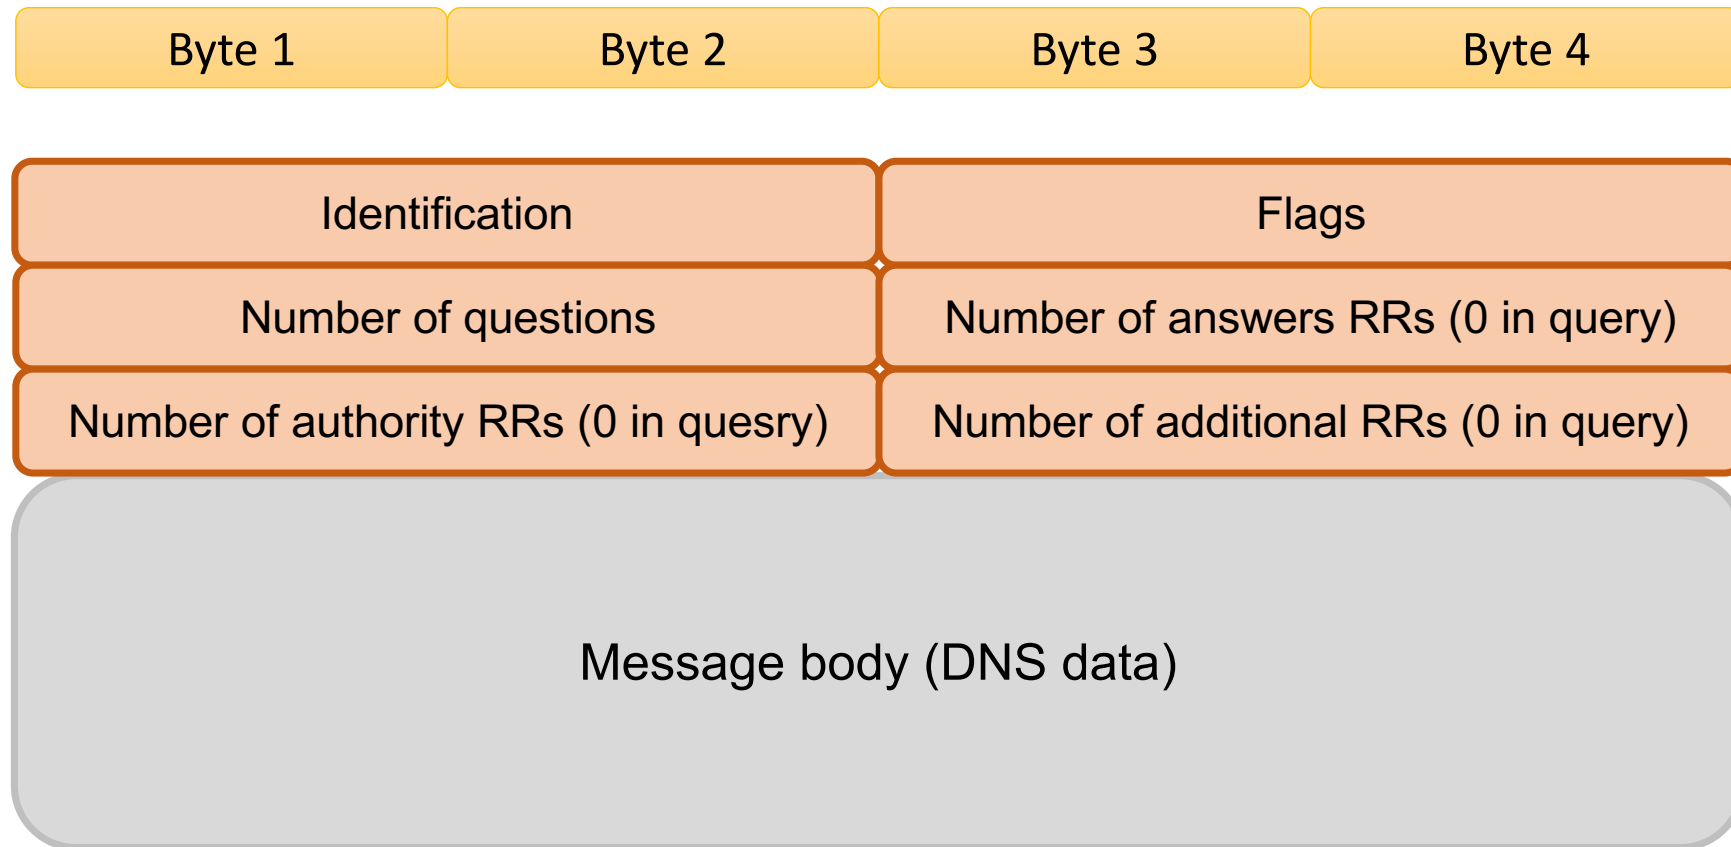 Byte 1 Byte 2 Byte 3 Byte 4
Identification Flags
Number of questions Number of answers RRs (0 in query)
Number of authority RRs (0 in quesry) Number of additional RRs (0 in query)
Message body (DNS data)